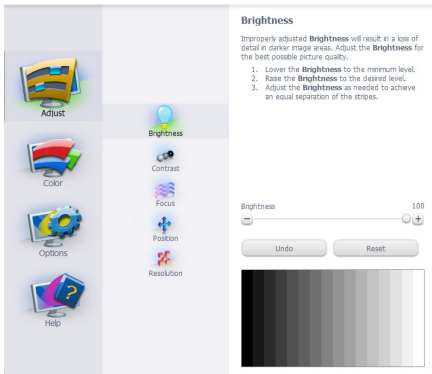 Adjust
Color
Options
Help
Brightness
Contrast
Focus
Position
Resolution
Brightness
Improperly adjusted Brightness will result in a loss of
detail in darker image areas. Adjust the Brightness for
the best possible picture quality.
1. Lower the Brightness to the minimum level.
2. Raise the Brightness to the desired level.
3. Adjust the Brightness as needed to achieve
an equal separation of the stripes.
Brightness 100
Undo Reset